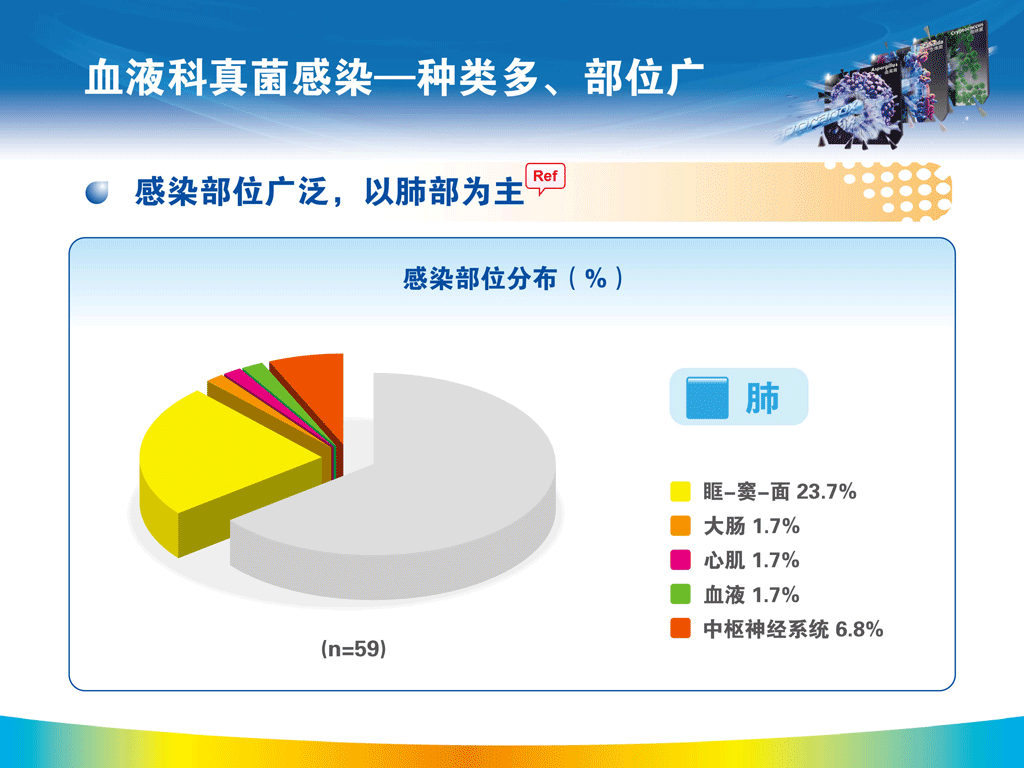 血液科真菌感染—种类多、部位广
感染部位广泛，以肺部为主
Ref
感染部位分布（%）
肺
眶-窦-面 23.7%
大肠 1.7%
心肌 1.7%
血液 1.7%
中枢神经系统 6.8%
(n=59)
Aspergillus